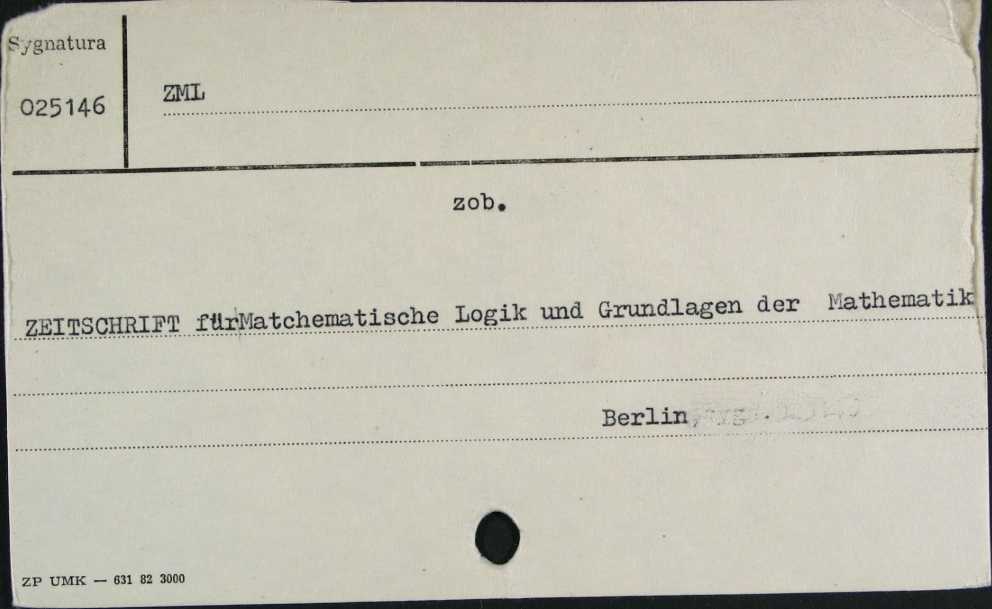 Sygnatura
025146
ZML
zob.
ZEITSCHRIFT fürMatchematische Logik und Grundlagen der Mathematik
Berlin,
ZP UMK — 631 82 3000